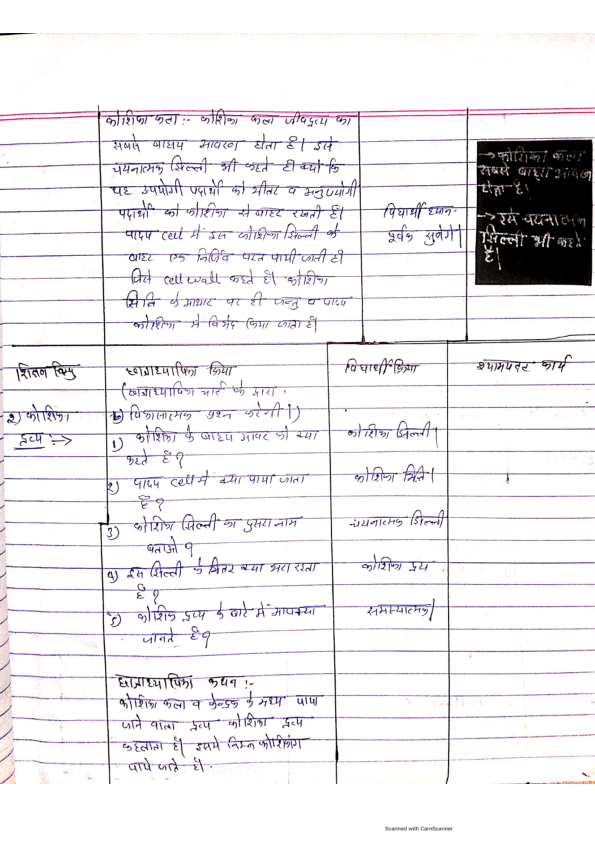 कोशिका कला :- कोशिका कला जीवद्रव्य का
सबसे बाहय आवरण होता है। इसे
चयनात्मक झिल्ली भी कहते है क्यो कि
यह उपयोगी पदार्थो को भीतर व अनुपयोगी
पदार्थो को कोशिका से बाहर रखती है।
पादप cell में इस कोशिका झिल्ली के
बाहर एक निर्जिव परत पायी जाती है
जिसे cell wall कहते है। कोशिका
भित्ति के आधार पर ही जन्तु व पादप
कोशिका में विभेद किया जाता है।
विद्यार्थी ध्यान-
पूर्वक सुनेगे।
→ कोशिका कला
सबसे बाहय आवरण
होता है।
→ इसे चयनात्मक
झिल्ली भी कहते
है।
शिक्षण बिन्दु
छात्राध्यापिका क्रिया
विद्यार्थी क्रिया
श्यामपट्ट कार्य
(छात्राध्यापिका चार्ट के द्वारा
2) कोशिका
विकासात्मक प्रश्न करेगी।)
द्रव्य :->
1) कोशिका के बाहय आवरण को क्या
कहते है?
कोशिका झिल्ली।
2) पादप cell में क्या पाया जाता
है?
कोशिका भित्ति।
3) कोशिका झिल्ली का दुसरा नाम
बताओ ?
चयनात्मक झिल्ली
4) इस झिल्ली के भितर क्या भरा रहता
है?
कोशिका द्रव्य
5) कोशिका द्रव्य के बारे में आप क्या
जानते है?
समस्यात्मक।
छात्राध्यापिका कथन :-
कोशिका कला व केन्द्रक के मध्य पाया
जाने वाला द्रव्य कोशिका द्रव्य
कहलाता है। इसमे निम्न कोशिकांग
पाये जाते है।
Scanned with CamScanner